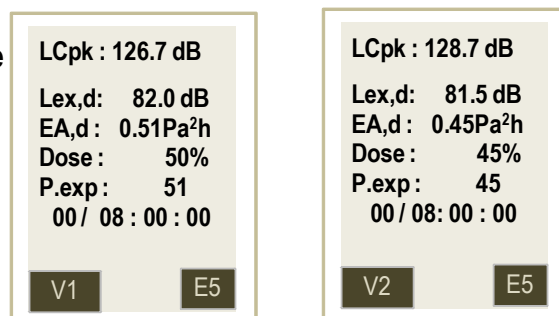 e
LCpk : 126.7 dB
Lex,d: 82.0 dB
EA,d : 0.51Pa²h
Dose : 50%
P.exp : 51
00 / 08 : 00 : 00
V1 E5
LCpk : 128.7 dB
Lex,d: 81.5 dB
EA,d : 0.45Pa²h
Dose : 45%
P.exp : 45
00 / 08: 00 : 00
V2 E5